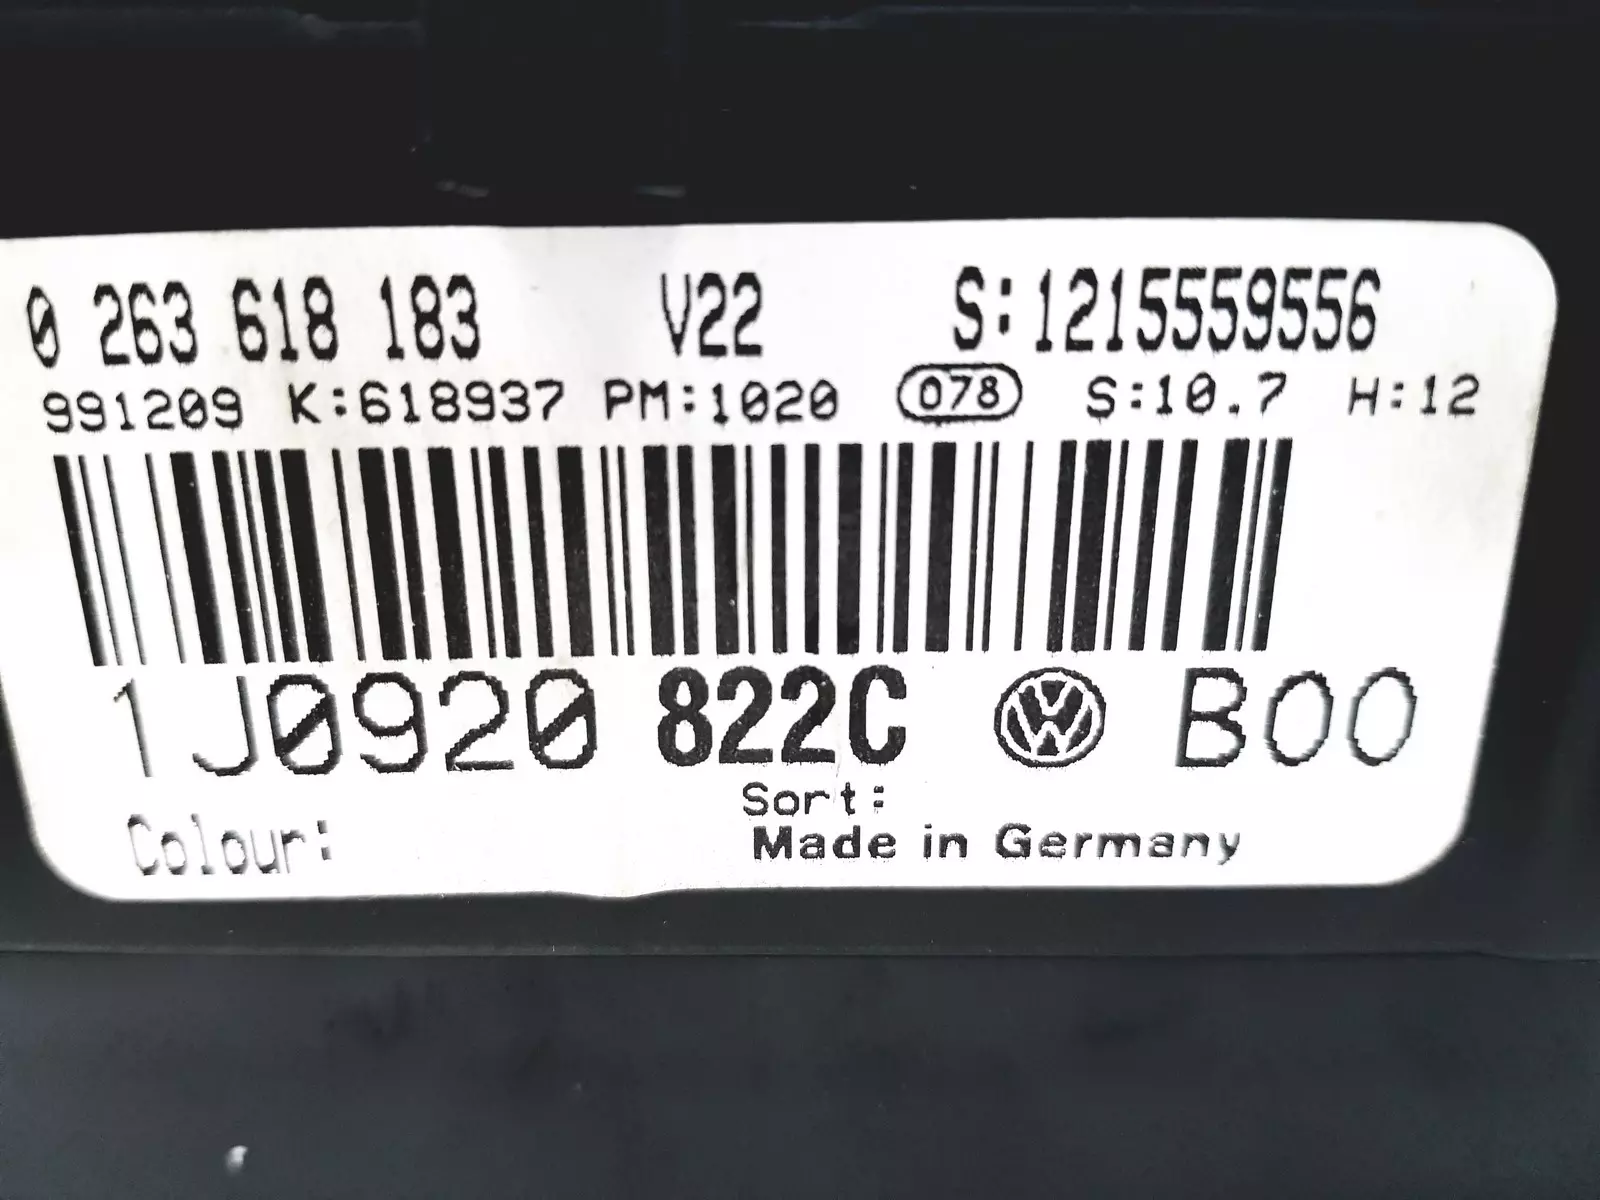 0 263 618 183 V22 S:1215559556
991209 K:618937 PM:1020 078 S:10.7 H:12
1J0920 822C B00
Sort:
Colour: Made in Germany